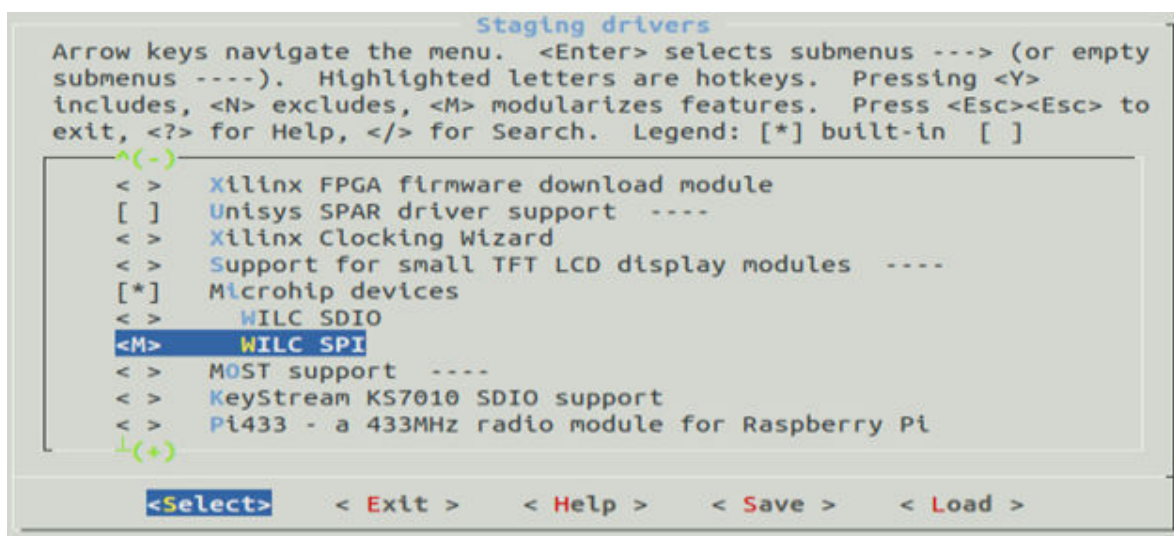 Staging drivers
Arrow keys navigate the menu.  <Enter> selects submenus ---> (or empty
submenus ----).  Highlighted letters are hotkeys.  Pressing <Y>
includes, <N> excludes, <M> modularizes features.  Press <Esc><Esc> to
exit, <?> for Help, </> for Search.  Legend: [*] built-in  [ ]
^(-)
< >   Xilinx FPGA firmware download module
[ ]   Unisys SPAR driver support  ----
< >   Xilinx Clocking Wizard
< >   Support for small TFT LCD display modules  ----
[*]   Microhip devices
< >     WILC SDIO
<M>     WILC SPI
< >   MOST support  ----
< >   KeyStream KS7010 SDIO support
< >   Pi433 - a 433MHz radio module for Raspberry Pi
┴(+)
<Select>    < Exit >    < Help >    < Save >    < Load >